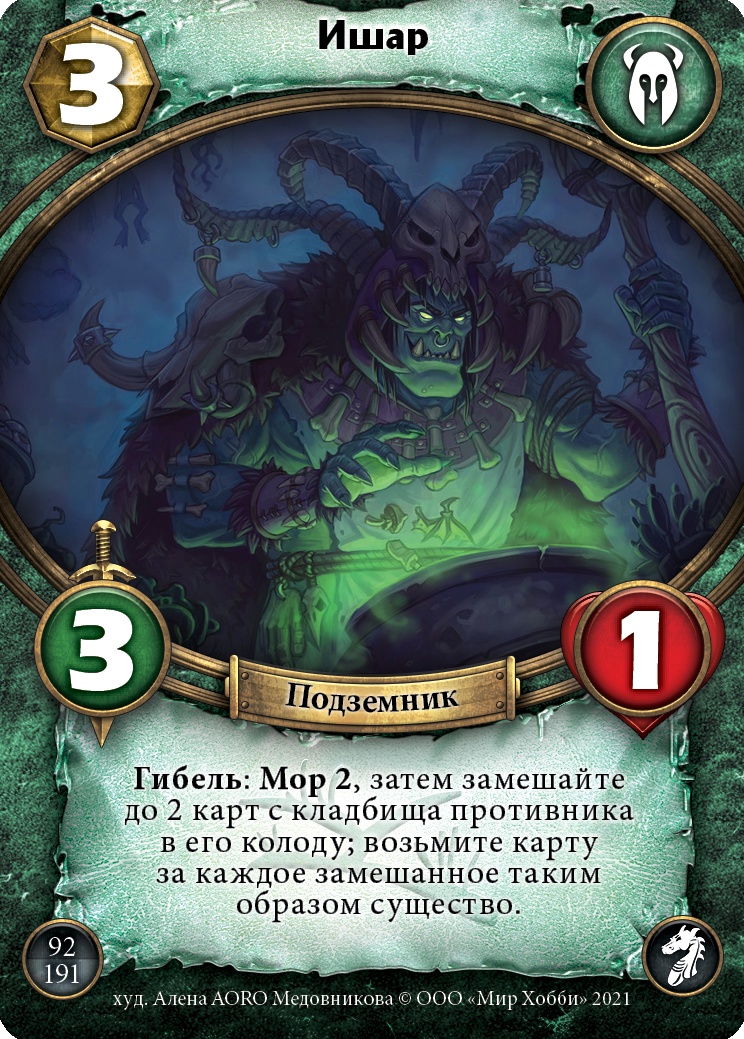 Ишар
3
3
1
Подземник
Гибель: Мор 2, затем замешайте
до 2 карт с кладбища противника
в его колоду; возьмите карту
за каждое замешанное таким
образом существо.
92
191
худ. Алена AORO Медовникова © ООО «Мир Хобби» 2021